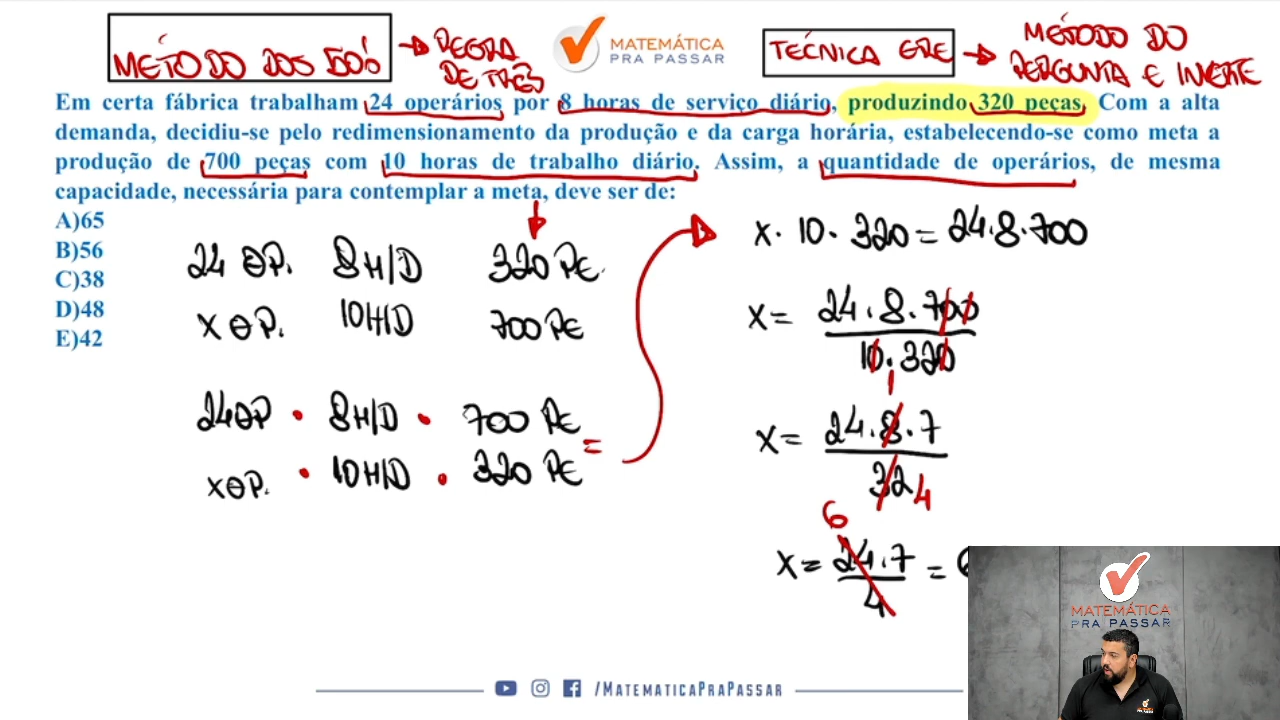 MÉTODO DOS 50's → REGRA DE TRÊS
MATEMÁTICA
PRA PASSAR
TÉCNICA → MÉTODO DO PERGUNTA E INVERTE
Em certa fábrica trabalham 24 operários por 8 horas de serviço diário, produzindo 320 peças. Com a alta
demanda, decidiu-se pelo redimensionamento da produção e da carga horária, estabelecendo-se como meta a
produção de 700 peças com 10 horas de trabalho diário. Assim, a quantidade de operários, de mesma
capacidade, necessária para contemplar a meta, deve ser de:
A)65
B)56
C)38
D)48
E)42
24 OP. 8H/D 320 PE.
X OP. 10H/D 700 PE
24 OP • 8H/D • 700 PE
X OP. • 10H/D • 320 PE =
X. 10. 320 = 24.8.700
X = 24.8.700
10.320
1
X = 24.8.7
32 4
6
X = 24.7 = 6
4
MATEMÁTICA
PRA PASSAR
/MATEMATICAPRAPASSAR